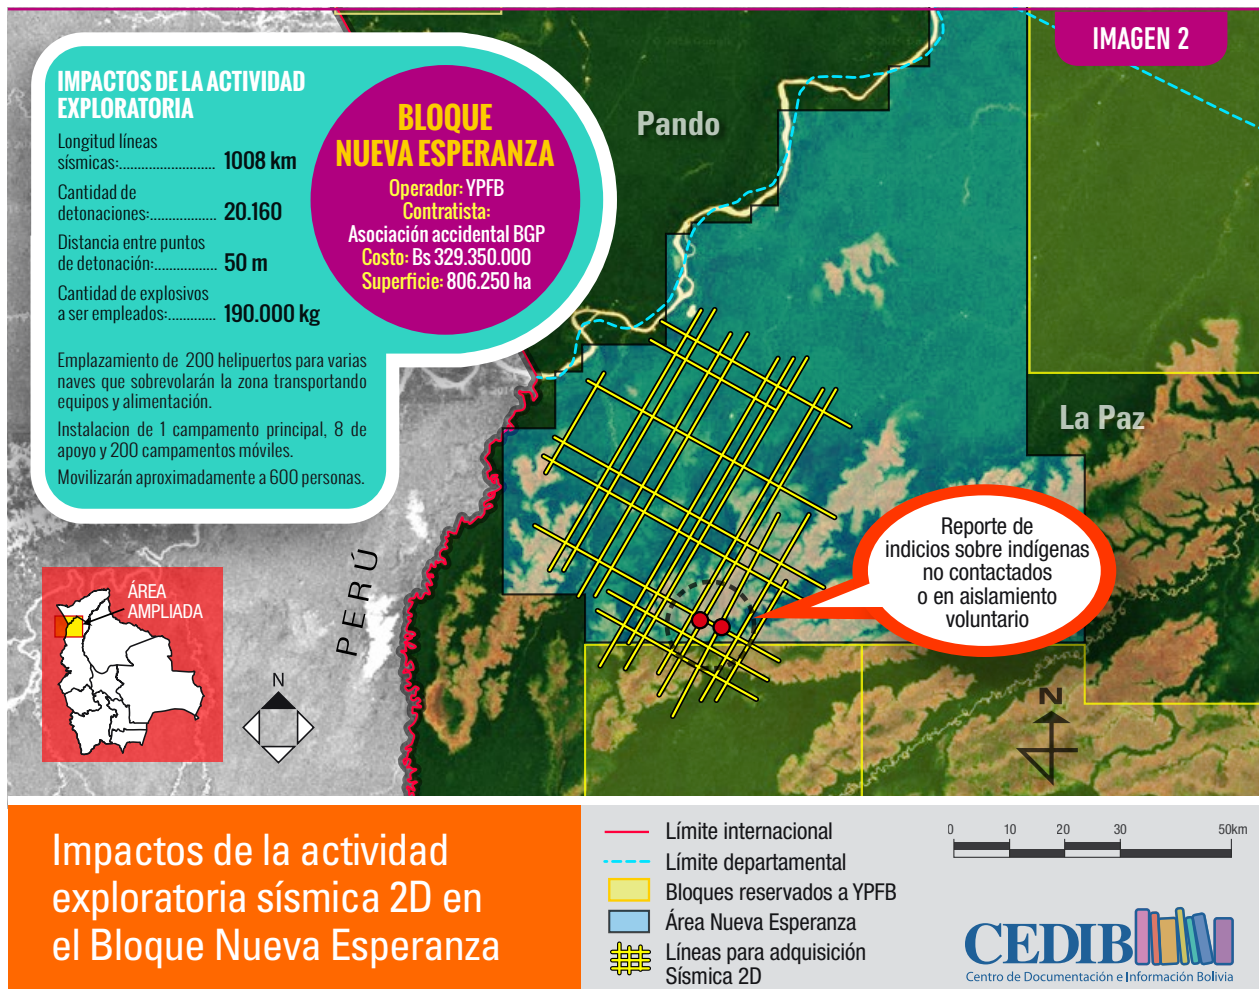 IMAGEN 2
IMPACTOS DE LA ACTIVIDAD
EXPLORATORIA
Longitud líneas
sísmicas:........................... 1008 km
Cantidad de
detonaciones:................... 20.160
Distancia entre puntos
de detonación:................. 50 m
Cantidad de explosivos
a ser empleados:............. 190.000 kg
Emplazamiento de 200 helipuertos para varias
naves que sobrevolarán la zona transportando
equipos y alimentación.
Instalacion de 1 campamento principal, 8 de
apoyo y 200 campamentos móviles.
Movilizarán aproximadamente a 600 personas.
BLOQUE
NUEVA ESPERANZA
Operador: YPFB
Contratista:
Asociación accidental BGP
Costo: Bs 329.350.000
Superficie: 806.250 ha
Pando
La Paz
PERÚ
Reporte de
indicios sobre indígenas
no contactados
o en aislamiento
voluntario
ÁREA
AMPLIADA
N
N
Impactos de la actividad
exploratoria sísmica 2D en
el Bloque Nueva Esperanza
Límite internacional
Límite departamental
Bloques reservados a YPFB
Área Nueva Esperanza
Líneas para adquisición
Sísmica 2D
0 10 20 30 50km
CEDIB
Centro de Documentación e Información Bolivia